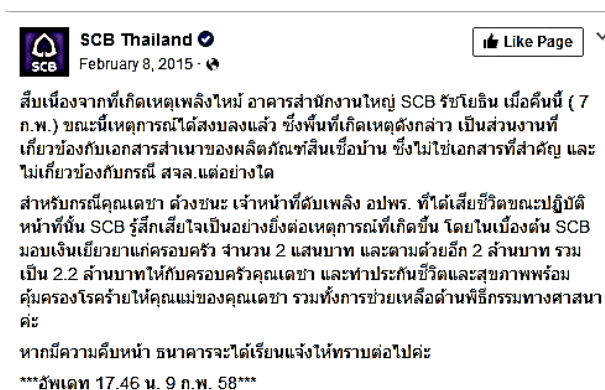 SCB Thailand
Like Page
SCB
February 8, 2015
สืบเนื่องจากที่เกิดเหตุเพลิงไหม้ อาคารสำนักงานใหญ่ SCB รัชโยธิน เมื่อคืนนี้ ( 7
ก.พ.) ขณะนี้เหตุการณ์ได้สงบลงแล้ว ซึ่งพื้นที่เกิดเหตุดังกล่าว เป็นส่วนงานที่
เกี่ยวข้องกับเอกสารสำเนาของผลิตภัณฑ์สินเชื่อบ้าน ซึ่งไม่ใช่เอกสารที่สำคัญ และ
ไม่เกี่ยวข้องกับกรณี สจล.แต่อย่างใด
สำหรับกรณีคุณเดชา ด้วงชนะ เจ้าหน้าที่ดับเพลิง อปพร. ที่ได้เสียชีวิตขณะปฏิบัติ
หน้าที่นั้น SCB รู้สึกเสียใจเป็นอย่างยิ่งต่อเหตุการณ์ที่เกิดขึ้น โดยในเบื้องต้น SCB
มอบเงินเยียวยาแก่ครอบครัว จำนวน 2 แสนบาท และตามด้วยอีก 2 ล้านบาท รวม
เป็น 2.2 ล้านบาทให้กับครอบครัวคุณเดชา และทำประกันชีวิตและสุขภาพพร้อม
คุ้มครองโรคร้ายให้คุณแม่ของคุณเดชา รวมทั้งการช่วยเหลือด้านพิธีกรรมทางศาสนา
ค่ะ
หากมีความคืบหน้า ธนาคารจะได้เรียนแจ้งให้ทราบต่อไปค่ะ
***อัพเดท 17.46 น. 9 ก.พ. 58***